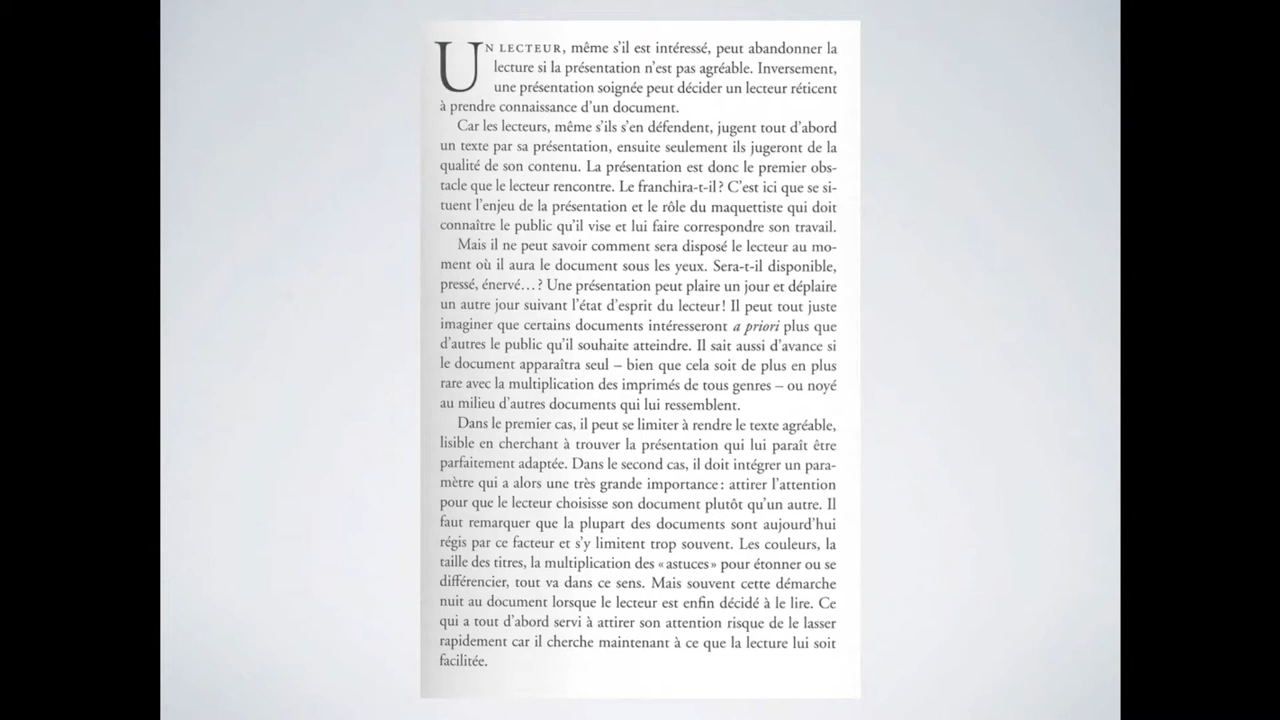 UN LECTEUR, même s'il est intéressé, peut abandonner la
lecture si la présentation n'est pas agréable. Inversement,
une présentation soignée peut décider un lecteur réticent
à prendre connaissance d'un document.
Car les lecteurs, même s'ils s'en défendent, jugent tout d'abord
un texte par sa présentation, ensuite seulement ils jugeront de la
qualité de son contenu. La présentation est donc le premier obs-
tacle que le lecteur rencontre. Le franchira-t-il ? C'est ici que se si-
tuent l'enjeu de la présentation et le rôle du maquettiste qui doit
connaître le public qu'il vise et lui faire correspondre son travail.
Mais il ne peut savoir comment sera disposé le lecteur au mo-
ment où il aura le document sous les yeux. Sera-t-il disponible,
pressé, énervé… ? Une présentation peut plaire un jour et déplaire
un autre jour suivant l'état d'esprit du lecteur ! Il peut tout juste
imaginer que certains documents intéresseront a priori plus que
d'autres le public qu'il souhaite atteindre. Il sait aussi d'avance si
le document apparaîtra seul – bien que cela soit de plus en plus
rare avec la multiplication des imprimés de tous genres – ou noyé
au milieu d'autres documents qui lui ressemblent.
Dans le premier cas, il peut se limiter à rendre le texte agréable,
lisible en cherchant à trouver la présentation qui lui paraît être
parfaitement adaptée. Dans le second cas, il doit intégrer un para-
mètre qui a alors une très grande importance : attirer l'attention
pour que le lecteur choisisse son document plutôt qu'un autre. Il
faut remarquer que la plupart des documents sont aujourd'hui
régis par ce facteur et s'y limitent trop souvent. Les couleurs, la
taille des titres, la multiplication des « astuces » pour étonner ou se
différencier, tout va dans ce sens. Mais souvent cette démarche
nuit au document lorsque le lecteur est enfin décidé à le lire. Ce
qui a tout d'abord servi à attirer son attention risque de le lasser
rapidement car il cherche maintenant à ce que la lecture lui soit
facilitée.